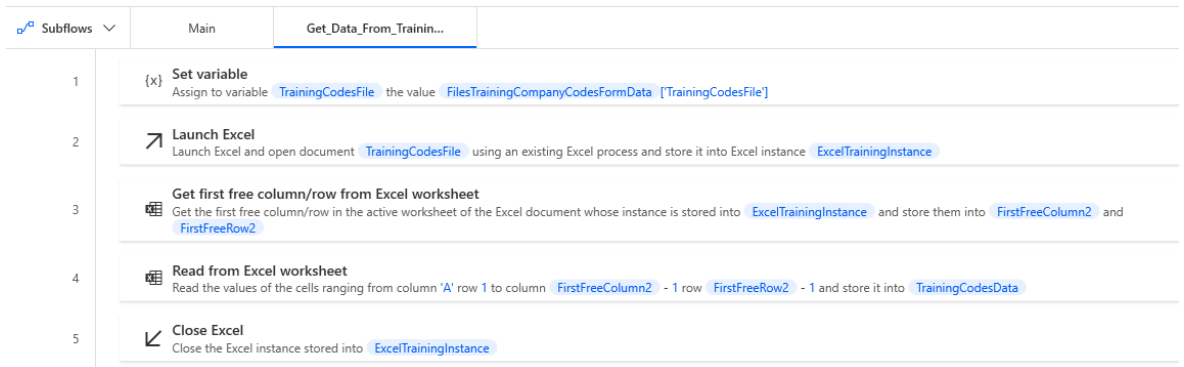 Subflows
Main
Get_Data_From_Trainin...
1
{x}
Set variable
Assign to variable TrainingCodesFile the value FilesTrainingCompanyCodesFormData ['TrainingCodesFile']
2
Launch Excel
Launch Excel and open document TrainingCodesFile using an existing Excel process and store it into Excel instance ExcelTrainingInstance
3
Get first free column/row from Excel worksheet
Get the first free column/row in the active worksheet of the Excel document whose instance is stored into ExcelTrainingInstance and store them into FirstFreeColumn2 and
FirstFreeRow2
4
Read from Excel worksheet
Read the values of the cells ranging from column 'A' row 1 to column FirstFreeColumn2 - 1 row FirstFreeRow2 - 1 and store it into TrainingCodesData
5
Close Excel
Close the Excel instance stored into ExcelTrainingInstance